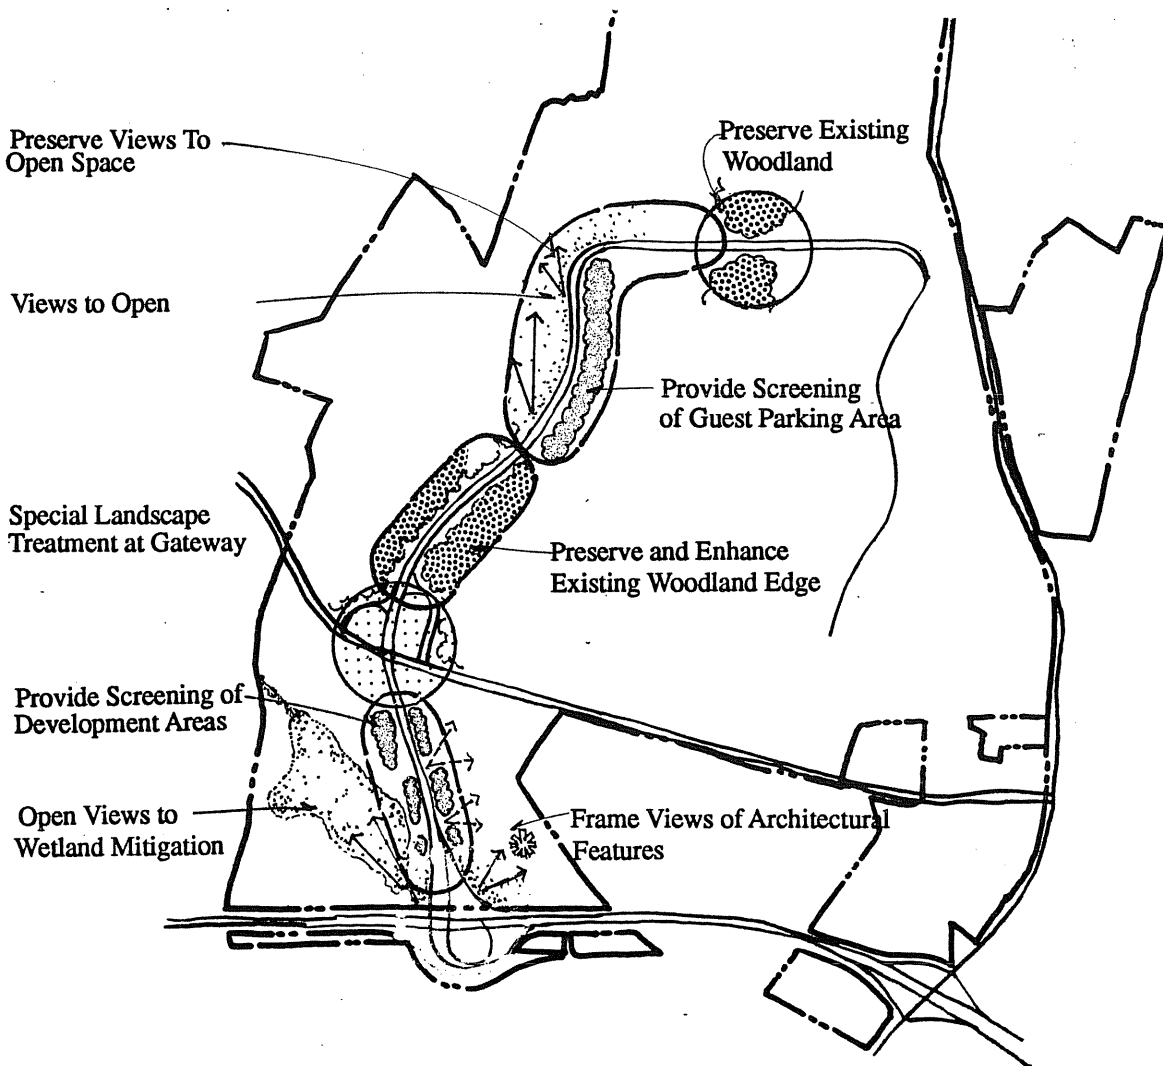 Preserve Views To
Open Space
Preserve Existing
Woodland
Views to Open
Provide Screening
of Guest Parking Area
Special Landscape
Treatment at Gateway
Preserve and Enhance
Existing Woodland Edge
Provide Screening of
Development Areas
Open Views to
Wetland Mitigation
Frame Views of Architectural
Features